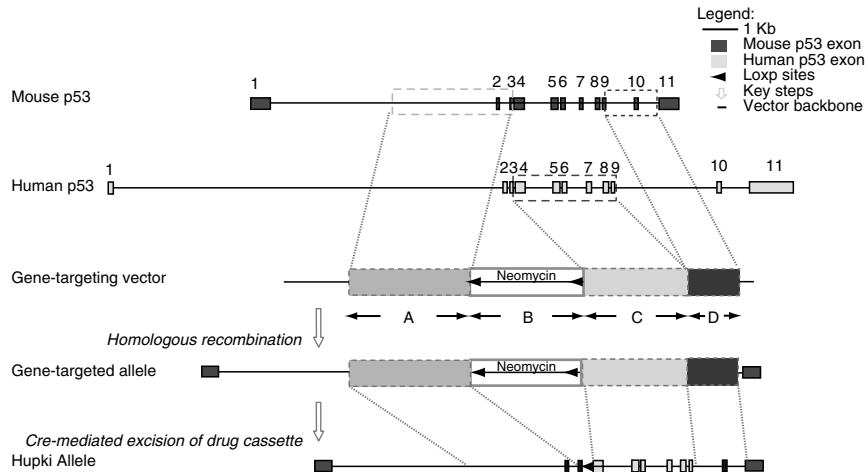 Legend:
1 Kb
Mouse p53 exon
Human p53 exon
Loxp sites
Key steps
Vector backbone
1 2 3 4 5 6 7 8 9 10 11
Mouse p53
1 2 3 4 5 6 7 8 9 10 11
Human p53
Gene-targeting vector
Neomycin
A B C D
Homologous recombination
Gene-targeted allele
Neomycin
Cre-mediated excision of drug cassette
Hupki Allele